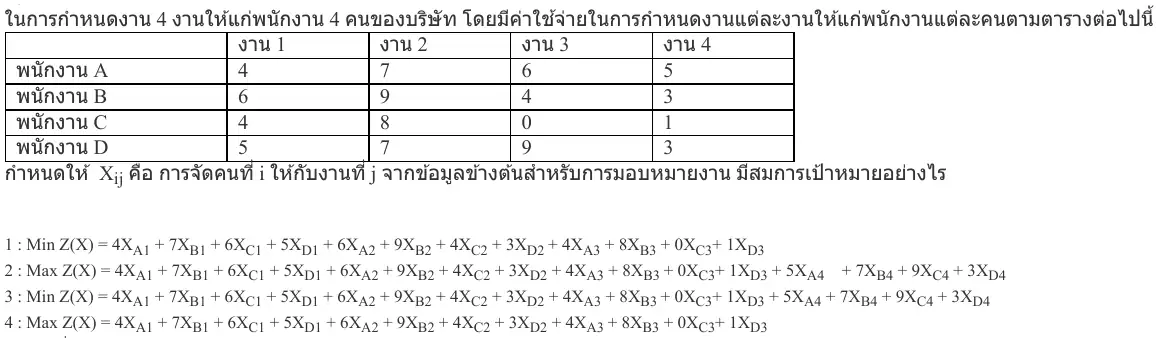 ในการกำหนดงาน 4 งานให้แก่พนักงาน 4 คนของบริษัท โดยมีค่าใช้จ่ายในการกำหนดงานแต่ละงานให้แก่พนักงานแต่ละคนตามตารางต่อไปนี้
งาน 1 งาน 2 งาน 3 งาน 4
พนักงาน A 4 7 6 5
พนักงาน B 6 9 4 3
พนักงาน C 4 8 0 1
พนักงาน D 5 7 9 3
กำหนดให้ Xij คือ การจัดคนที่ i ให้กับงานที่ j จากข้อมูลข้างต้นสำหรับการมอบหมายงาน มีสมการเป้าหมายอย่างไร
1 : Min Z(X) = 4XA1 + 7XB1 + 6XC1 + 5XD1 + 6XA2 + 9XB2 + 4XC2 + 3XD2 + 4XA3 + 8XB3 + 0XC3+ 1XD3
2 : Max Z(X) = 4XA1 + 7XB1 + 6XC1 + 5XD1 + 6XA2 + 9XB2 + 4XC2 + 3XD2 + 4XA3 + 8XB3 + 0XC3+ 1XD3 + 5XA4 + 7XB4 + 9XC4 + 3XD4
3 : Min Z(X) = 4XA1 + 7XB1 + 6XC1 + 5XD1 + 6XA2 + 9XB2 + 4XC2 + 3XD2 + 4XA3 + 8XB3 + 0XC3+ 1XD3 + 5XA4 + 7XB4 + 9XC4 + 3XD4
4 : Max Z(X) = 4XA1 + 7XB1 + 6XC1 + 5XD1 + 6XA2 + 9XB2 + 4XC2 + 3XD2 + 4XA3 + 8XB3 + 0XC3+ 1XD3